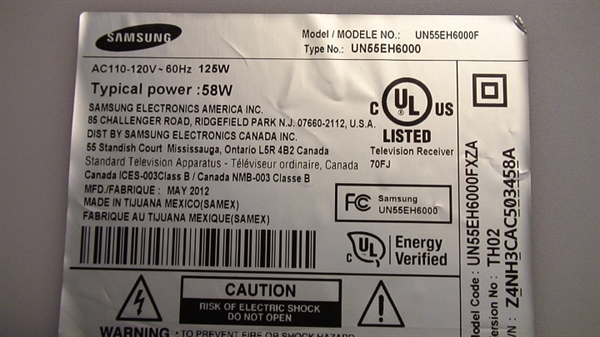 SAMSUNG
Model / MODELE NO.: UN55EH6000F
Type No.: UN55EH6000
AC110-120V~60Hz 125W
Typical power :58W
SAMSUNG ELECTRONICS AMERICA INC.
85 CHALLENGER ROAD, RIDGEFIELD PARK N.J. 07660-2112, U.S.A.
DIST BY SAMSUNG ELECTRONICS CANADA INC.
55 Standish Court Mississauga, Ontario L5R 4B2 Canada
Standard Television Apparatus - Téléviseur ordinaire, Canada
Canada ICES-003Class B / Canada NMB-003 Classe B
MFD./FABRIQUE : MAY 2012
MADE IN TIJUANA MEXICO(SAMEX)
FABRIQUE AU TIJUANA MEXIQUE(SAMEX)
C UL US
LISTED
Television Receiver
70FJ
FC Samsung
UN55EH6000
UL Energy
Verified
CAUTION
RISK OF ELECTRIC SHOCK
DO NOT OPEN
WARNING : TO PREVENT FIRE OR SHOCK HAZARD
Model Code : UN55EH6000FXZA
Version No : TH02
S/N : Z4NH3CAC503458A